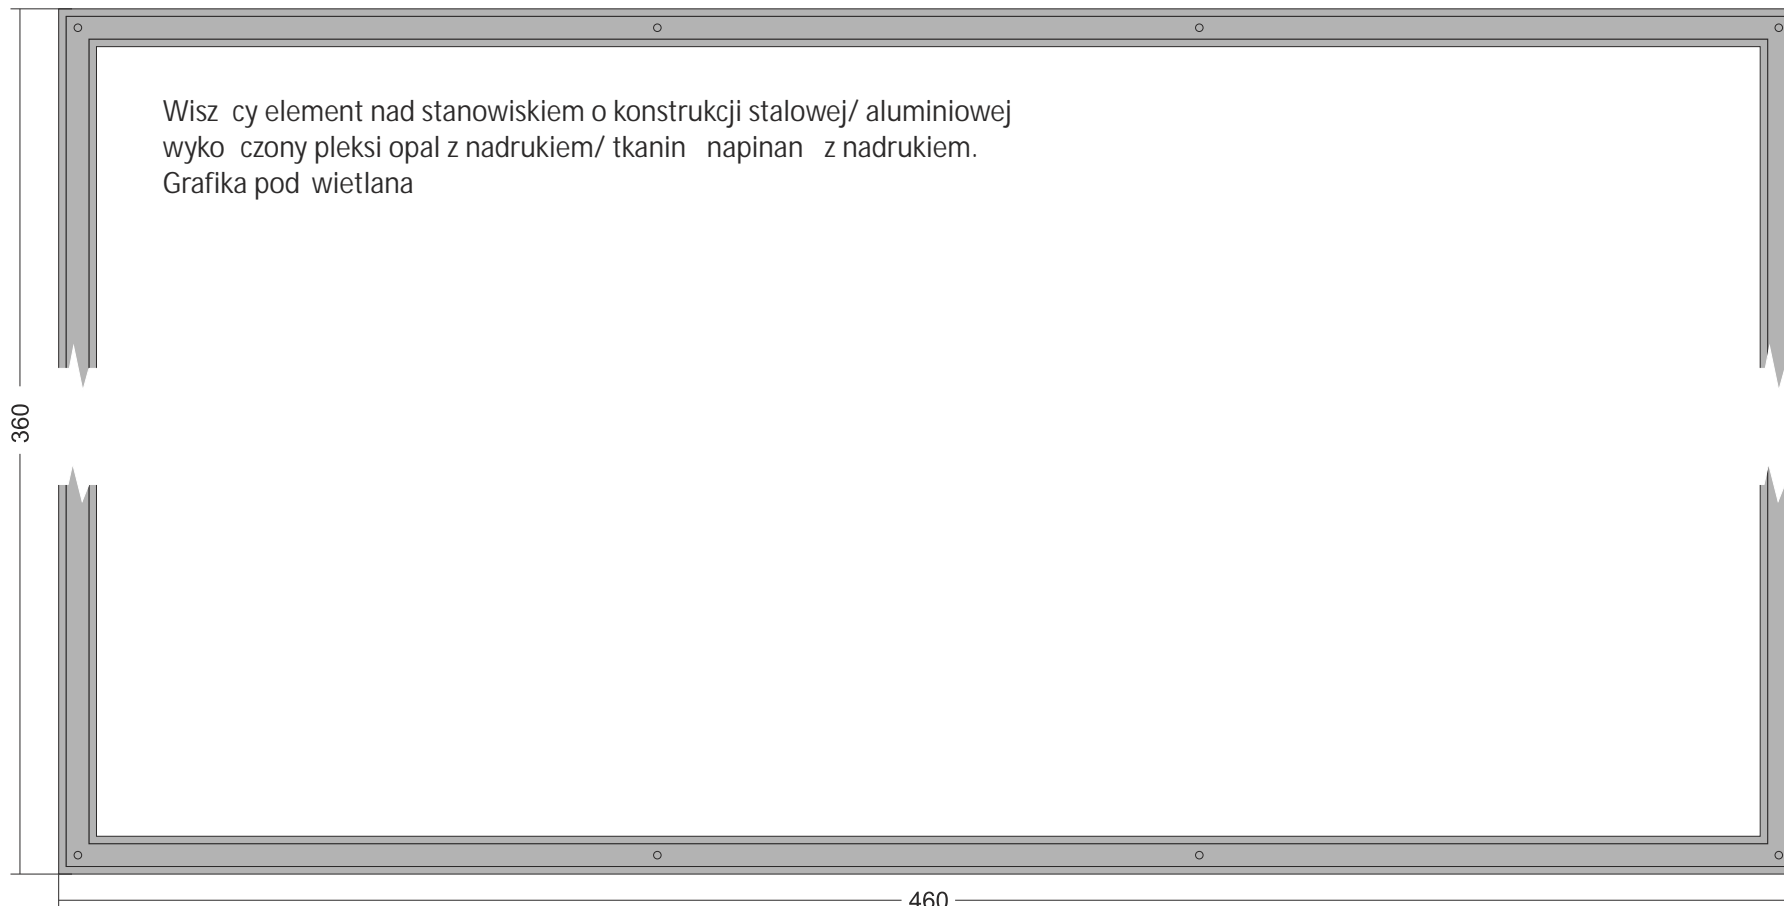 Wisz cy element nad stanowiskiem o konstrukcji stalowej/ aluminiowej
wyko czony pleksi opal z nadrukiem/ tkanin napinan z nadrukiem.
Grafika pod wietlana
360
460